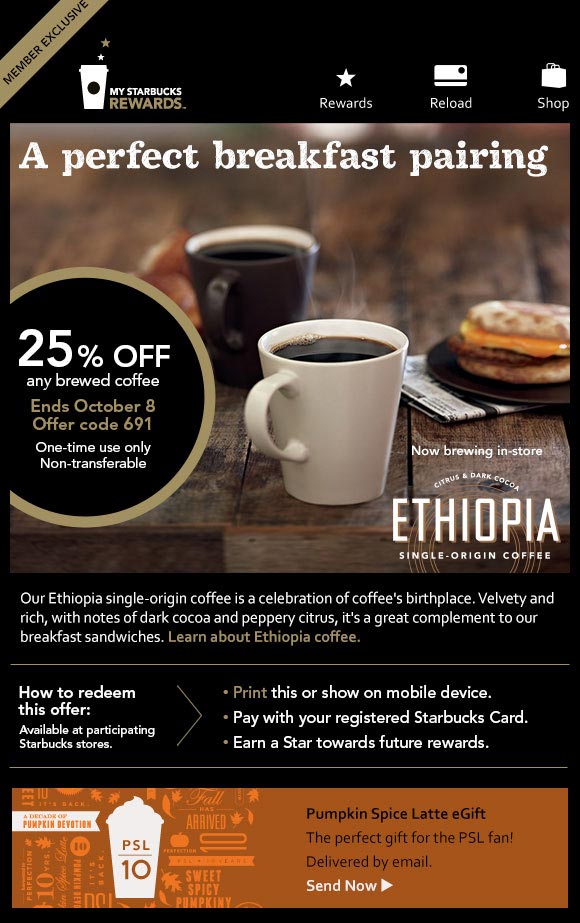 MEMBER EXCLUSIVE
MY STARBUCKS
REWARDS™
Rewards
Reload
Shop
A perfect breakfast pairing
25% OFF
any brewed coffee
Ends October 8
Offer code 691
One-time use only
Non-transferable
Now brewing in-store
CITRUS & DARK COCOA
ETHIOPIA
SINGLE-ORIGIN COFFEE
Our Ethiopia single-origin coffee is a celebration of coffee's birthplace. Velvety and
rich, with notes of dark cocoa and peppery citrus, it's a great complement to our
breakfast sandwiches. Learn about Ethiopia coffee.
How to redeem
this offer:
Available at participating
Starbucks stores.
• Print this or show on mobile device.
• Pay with your registered Starbucks Card.
• Earn a Star towards future rewards.
IT'S BACK.
A DECADE OF
PUMPKIN DEVOTION
PSL
10
Fall
HAS
ARRIVED
10
PERFECTION
PSL • 10 YEARS
SWEET
SPICY
PUMPKINY
Pumpkin Spice Latte eGift
The perfect gift for the PSL fan!
Delivered by email.
Send Now ▶